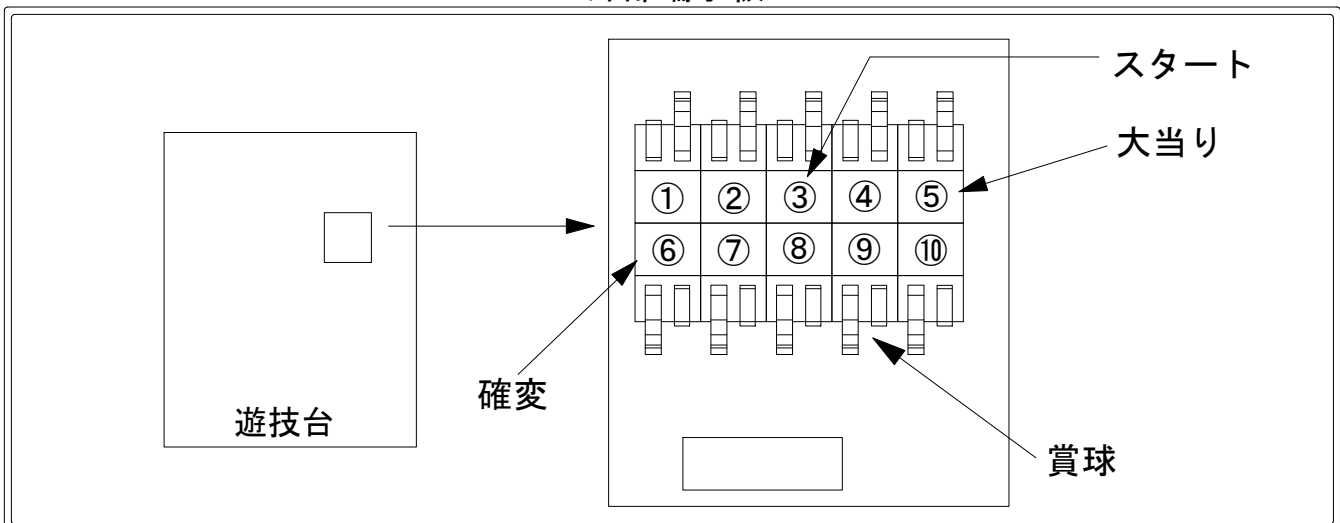 スタート
大当り
① ② ③ ④ ⑤
⑥ ⑦ ⑧ ⑨ ⑩
確変
遊技台
賞球